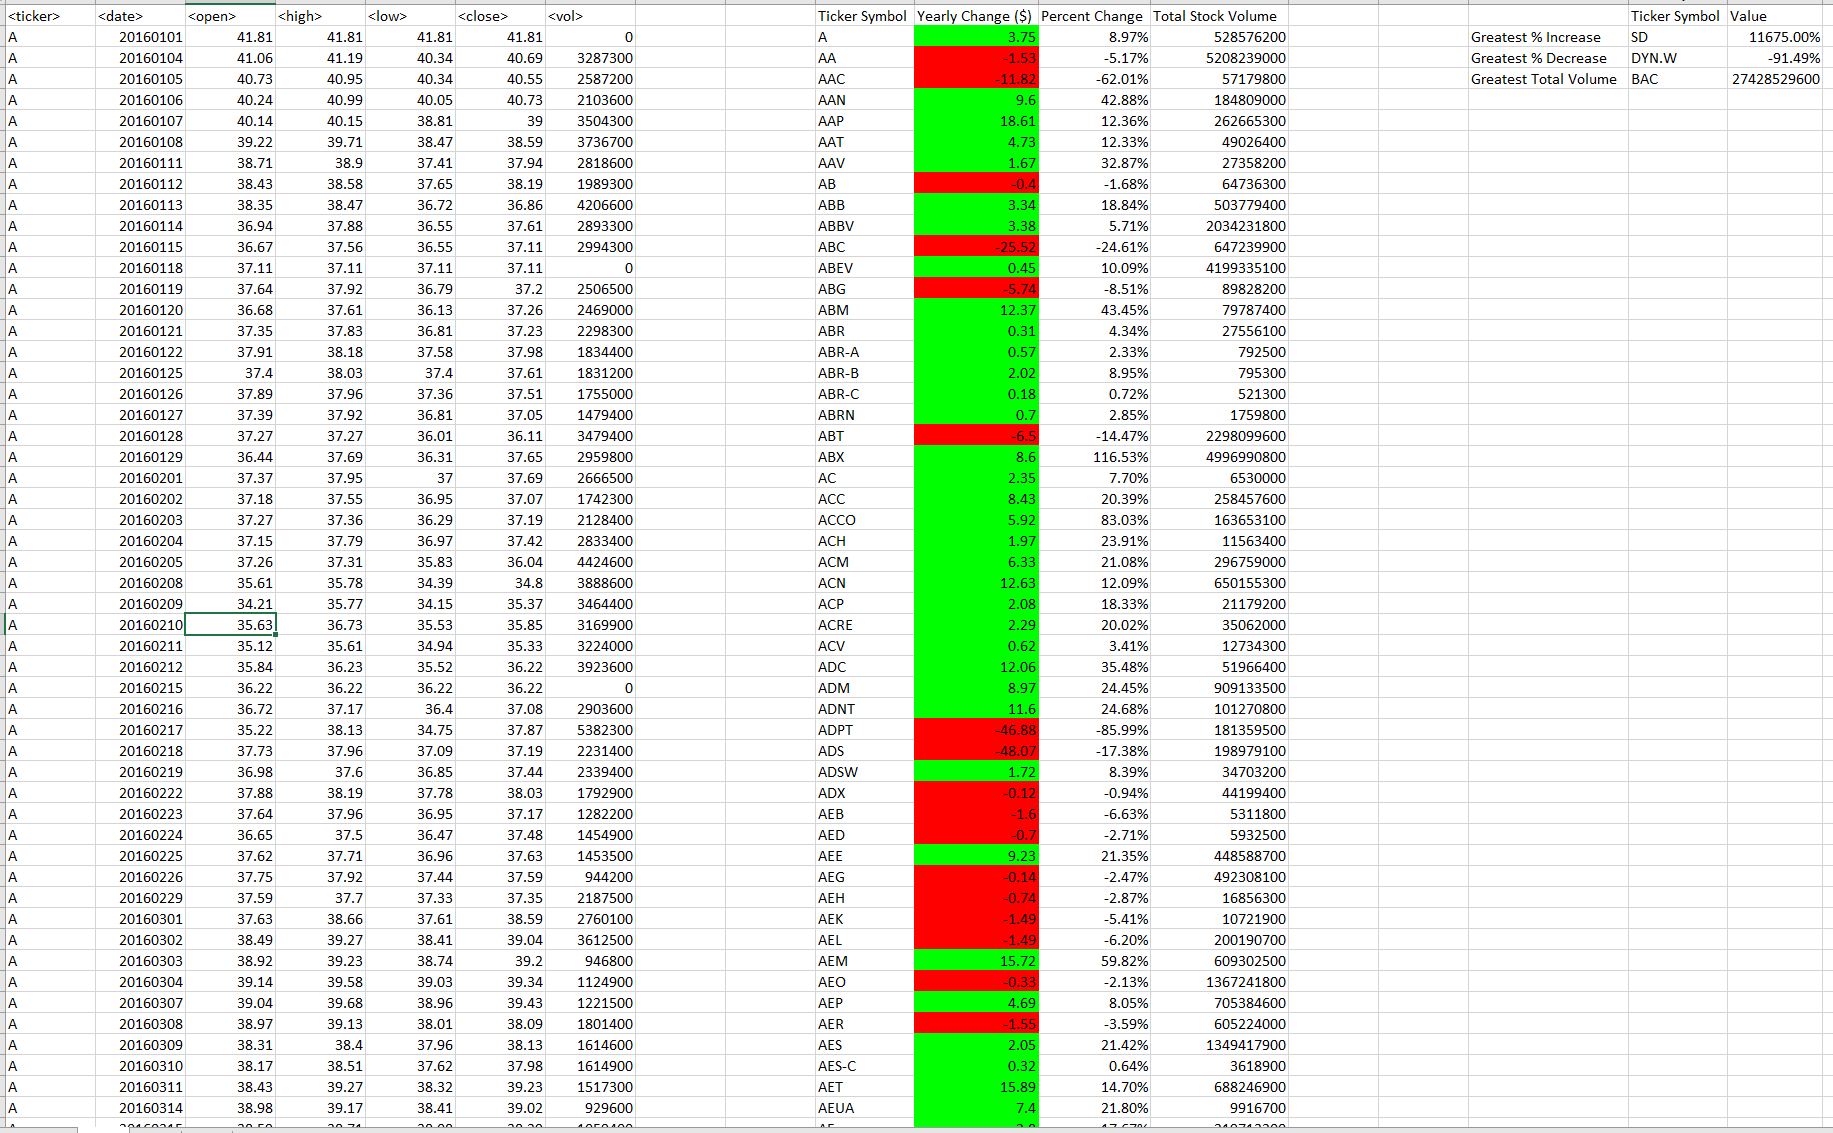 <ticker> <date> <open> <high> <low> <close> <vol> Ticker Symbol Yearly Change ($) Percent Change Total Stock Volume Ticker Symbol Value
A 20160101 41.81 41.81 41.81 41.81 0 A 3.75 8.97% 528576200 Greatest % Increase SD 11675.00%
A 20160104 41.06 41.19 40.34 40.69 3287300 AA -1.53 -5.17% 5208239000 Greatest % Decrease DYN.W -91.49%
A 20160105 40.73 40.95 40.34 40.55 2587200 AAC -11.82 -62.01% 57179800 Greatest Total Volume BAC 27428529600
A 20160106 40.24 40.99 40.05 40.73 2103600 AAN 9.6 42.88% 184809000
A 20160107 40.14 40.15 38.81 39 3504300 AAP 18.61 12.36% 262665300
A 20160108 39.22 39.71 38.47 38.59 3736700 AAT 4.73 12.33% 49026400
A 20160111 38.71 38.9 37.41 37.94 2818600 AAV 1.67 32.87% 27358200
A 20160112 38.43 38.58 37.65 38.19 1989300 AB -0.4 -1.68% 64736300
A 20160113 38.35 38.47 36.72 36.86 4206600 ABB 3.34 18.84% 503779400
A 20160114 36.94 37.88 36.55 37.61 2893300 ABBV 3.38 5.71% 2034231800
A 20160115 36.67 37.56 36.55 37.11 2994300 ABC -25.52 -24.61% 647239900
A 20160118 37.11 37.11 37.11 37.11 0 ABEV 0.45 10.09% 4199335100
A 20160119 37.64 37.92 36.79 37.2 2506500 ABG -5.74 -8.51% 89828200
A 20160120 36.68 37.61 36.13 37.26 2469000 ABM 12.37 43.45% 79787400
A 20160121 37.35 37.83 36.81 37.23 2298300 ABR 0.31 4.34% 27556100
A 20160122 37.91 38.18 37.58 37.98 1834400 ABR-A 0.57 2.33% 792500
A 20160125 37.4 38.03 37.4 37.61 1831200 ABR-B 2.02 8.95% 795300
A 20160126 37.89 37.96 37.36 37.51 1755000 ABR-C 0.18 0.72% 521300
A 20160127 37.39 37.92 36.81 37.05 1479400 ABRN 0.7 2.85% 1759800
A 20160128 37.27 37.27 36.01 36.11 3479400 ABT -6.5 -14.47% 2298099600
A 20160129 36.44 37.69 36.31 37.65 2959800 ABX 8.6 116.53% 4996990800
A 20160201 37.37 37.95 37 37.69 2666500 AC 2.35 7.70% 6530000
A 20160202 37.18 37.55 36.95 37.07 1742300 ACC 8.43 20.39% 258457600
A 20160203 37.27 37.36 36.29 37.19 2128400 ACCO 5.92 83.03% 163653100
A 20160204 37.15 37.79 36.97 37.42 2833400 ACH 1.97 23.91% 11563400
A 20160205 37.26 37.31 35.83 36.04 4424600 ACM 6.33 21.08% 296759000
A 20160208 35.61 35.78 34.39 34.8 3888600 ACN 12.63 12.09% 650155300
A 20160209 34.21 35.77 34.15 35.37 3464400 ACP 2.08 18.33% 21179200
A 20160210 35.63 36.73 35.53 35.85 3169900 ACRE 2.29 20.02% 35062000
A 20160211 35.12 35.61 34.94 35.33 3224000 ACV 0.62 3.41% 12734300
A 20160212 35.84 36.23 35.52 36.22 3923600 ADC 12.06 35.48% 51966400
A 20160215 36.22 36.22 36.22 36.22 0 ADM 8.97 24.45% 909133500
A 20160216 36.72 37.17 36.4 37.08 2903600 ADNT 11.6 24.68% 101270800
A 20160217 35.22 38.13 34.75 37.87 5382300 ADPT -46.88 -85.99% 181359500
A 20160218 37.73 37.96 37.09 37.19 2231400 ADS -48.07 -17.38% 198979100
A 20160219 36.98 37.6 36.85 37.44 2339400 ADSW 1.72 8.39% 34703200
A 20160222 37.88 38.19 37.78 38.03 1792900 ADX -0.12 -0.94% 44199400
A 20160223 37.64 37.96 36.95 37.17 1282200 AEB -1.6 -6.63% 5311800
A 20160224 36.65 37.5 36.47 37.48 1454900 AED -0.7 -2.71% 5932500
A 20160225 37.62 37.71 36.96 37.63 1453500 AEE 9.23 21.35% 448588700
A 20160226 37.75 37.92 37.44 37.59 944200 AEG -0.14 -2.47% 492308100
A 20160229 37.59 37.7 37.33 37.35 2187500 AEH -0.74 -2.87% 16856300
A 20160301 37.63 38.66 37.61 38.59 2760100 AEK -1.49 -5.41% 10721900
A 20160302 38.49 39.27 38.41 39.04 3612500 AEL -1.49 -6.20% 200190700
A 20160303 38.92 39.23 38.74 39.2 946800 AEM 15.72 59.82% 609302500
A 20160304 39.14 39.58 39.03 39.34 1124900 AEO -0.33 -2.13% 1367241800
A 20160307 39.04 39.68 38.96 39.43 1221500 AEP 4.69 8.05% 705384600
A 20160308 38.97 39.13 38.01 38.09 1801400 AER -1.55 -3.59% 605224000
A 20160309 38.31 38.4 37.96 38.13 1614600 AES 2.05 21.42% 1349417900
A 20160310 38.17 38.51 37.62 37.98 1614900 AES-C 0.32 0.64% 3618900
A 20160311 38.43 39.27 38.32 39.23 1517300 AET 15.89 14.70% 688246900
A 20160314 38.98 39.17 38.41 39.02 929600 AEUA 7.4 21.80% 9916700